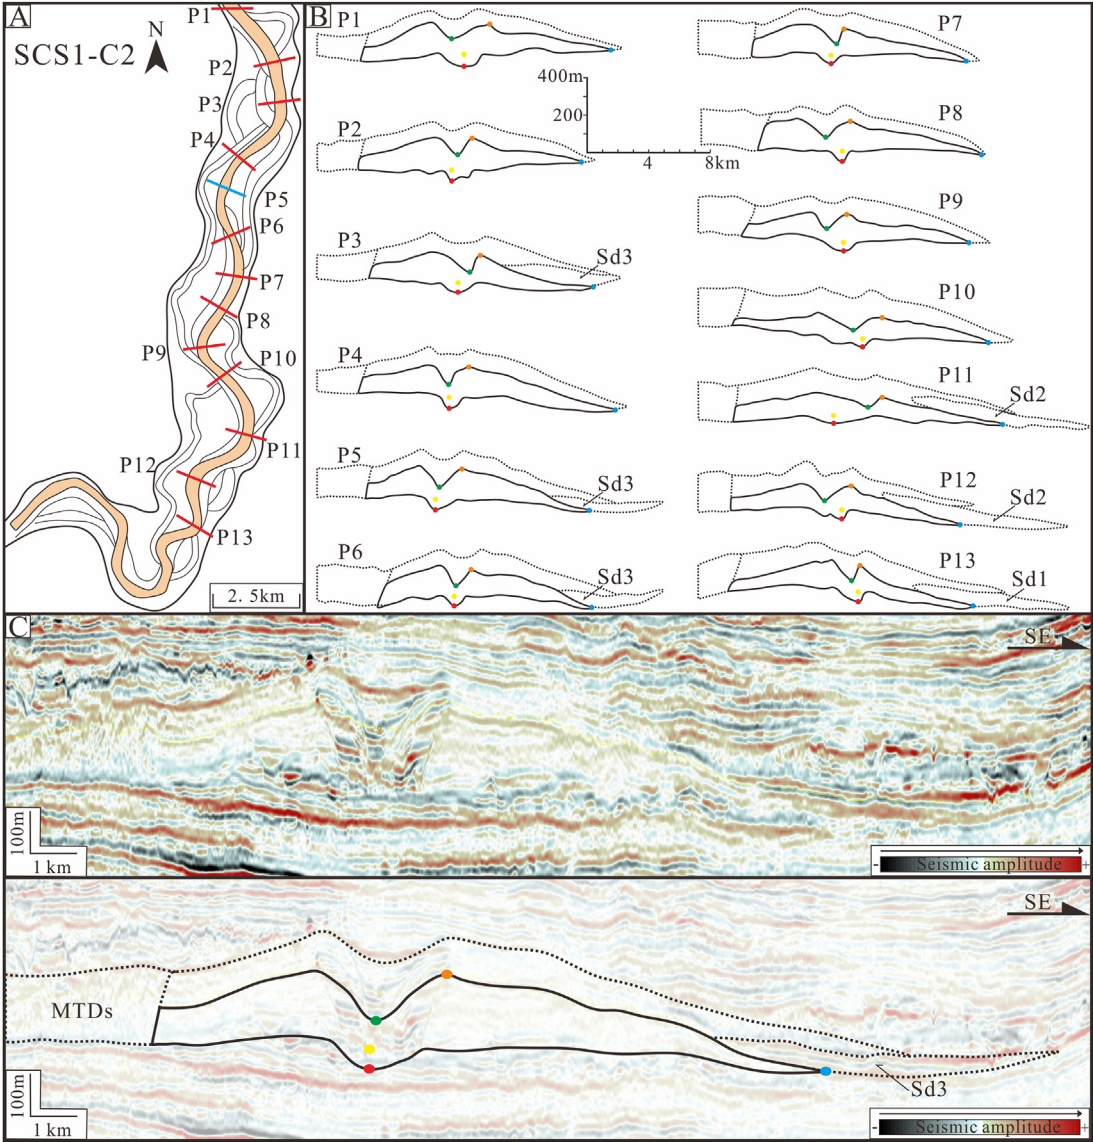 A
P1
N
SCS1-C2
P2
P3
P4
P5
P6
P7
P8
P9
P10
P11
P12
P13
2. 5km
B
P1
400m
200
4
8km
P2
P3
Sd3
P4
P5
Sd3
P6
Sd3
P7
P8
P9
P10
P11
Sd2
P12
Sd2
P13
Sd1
C
SE
100m
1 km
- Seismic amplitude +
SE
MTDs
Sd3
100m
1 km
- Seismic amplitude +